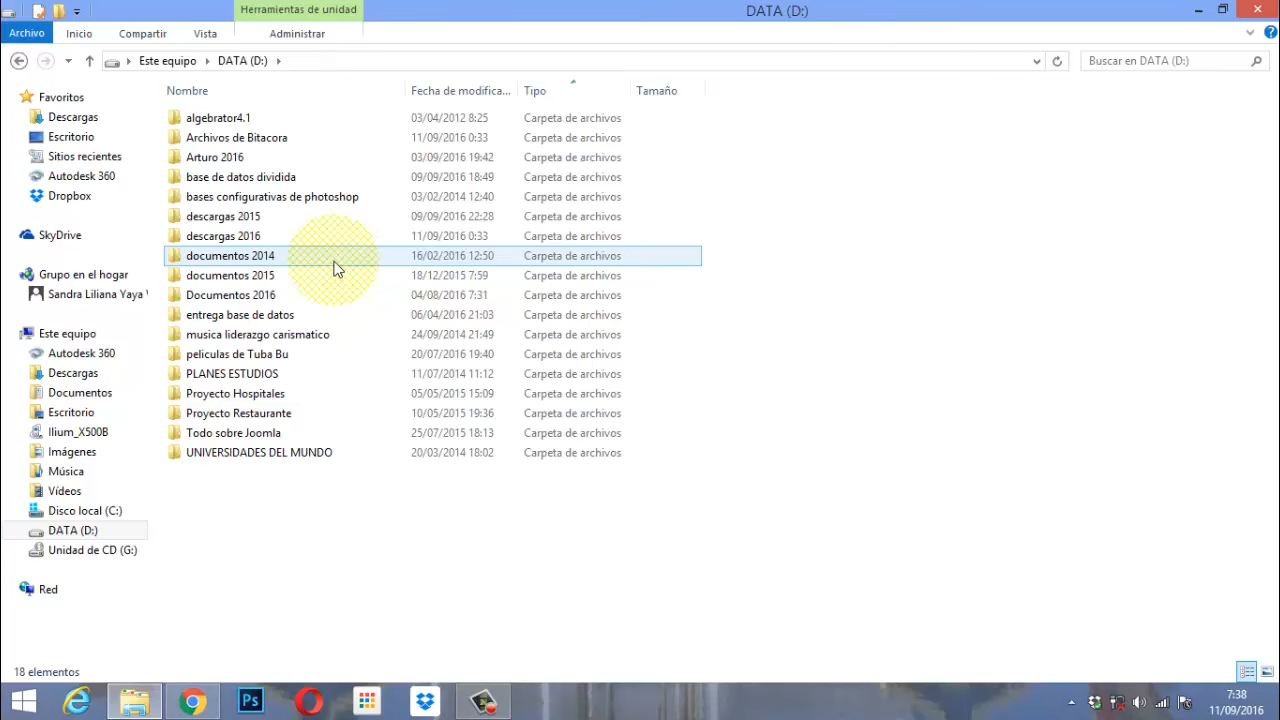 Herramientas de unidad
DATA (D:)
Archivo Inicio Compartir Vista Administrar
Este equipo DATA (D:) Buscar en DATA (D:)
Nombre Fecha de modifica... Tipo Tamaño
Favoritos
Descargas
Escritorio
Sitios recientes
Autodesk 360
Dropbox
SkyDrive
Grupo en el hogar
Sandra Liliana Yaya
Este equipo
Autodesk 360
Descargas
Documentos
Escritorio
Ilium_X500B
Imágenes
Música
Vídeos
Disco local (C:)
DATA (D:)
Unidad de CD (G:)
Red
algebrator4.1 03/04/2012 8:25 Carpeta de archivos
Archivos de Bitacora 11/09/2016 0:33 Carpeta de archivos
Arturo 2016 03/09/2016 19:42 Carpeta de archivos
base de datos dividida 09/09/2016 18:49 Carpeta de archivos
bases configurativas de photoshop 03/02/2014 12:40 Carpeta de archivos
descargas 2015 09/09/2016 22:28 Carpeta de archivos
descargas 2016 11/09/2016 0:33 Carpeta de archivos
documentos 2014 16/02/2016 12:50 Carpeta de archivos
documentos 2015 18/12/2015 7:59 Carpeta de archivos
Documentos 2016 04/08/2016 7:31 Carpeta de archivos
entrega base de datos 06/04/2016 21:03 Carpeta de archivos
musica liderazgo carismatico 24/09/2014 21:49 Carpeta de archivos
peliculas de Tuba Bu 20/07/2016 19:40 Carpeta de archivos
PLANES ESTUDIOS 11/07/2014 11:12 Carpeta de archivos
Proyecto Hospitales 05/05/2015 15:09 Carpeta de archivos
Proyecto Restaurante 10/05/2015 19:36 Carpeta de archivos
Todo sobre Joomla 25/07/2015 18:13 Carpeta de archivos
UNIVERSIDADES DEL MUNDO 20/03/2014 18:02 Carpeta de archivos
18 elementos
Ps
7:38
11/09/2016